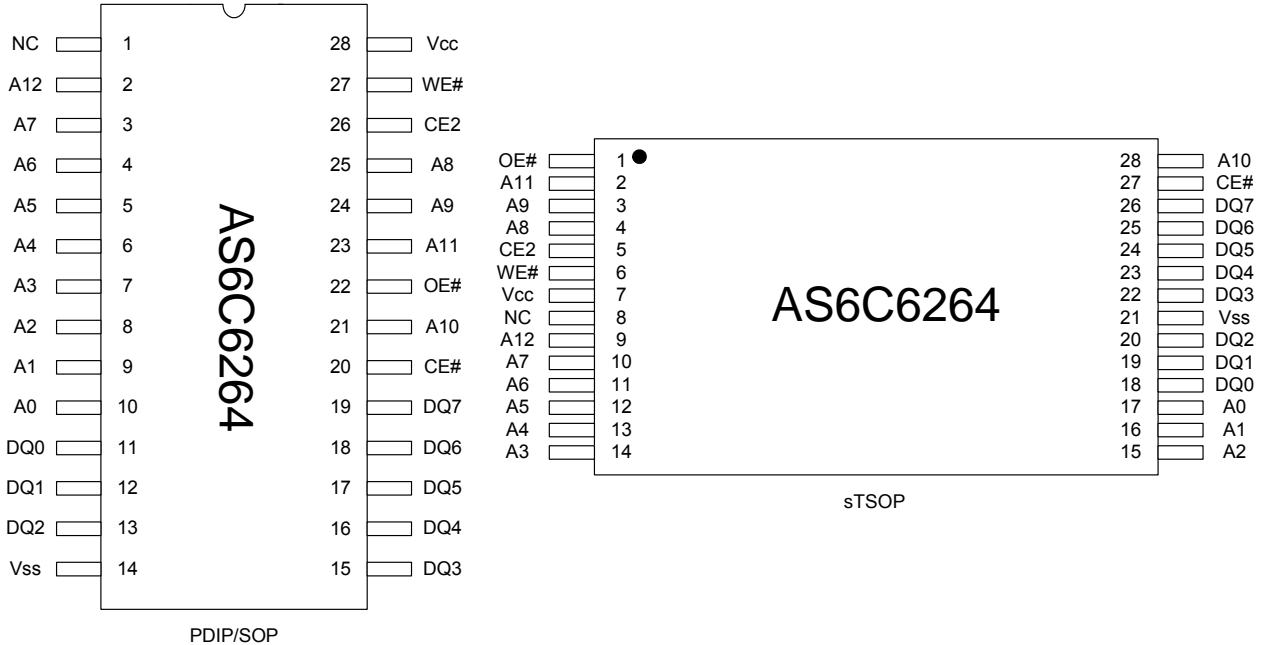 NC 1 28 Vcc
A12 2 27 WE#
A7 3 26 CE2
A6 4 25 A8
A5 5 24 A9
A4 6 23 A11
A3 7 22 OE#
A2 8 21 A10
A1 9 20 CE#
A0 10 19 DQ7
DQ0 11 18 DQ6
DQ1 12 17 DQ5
DQ2 13 16 DQ4
Vss 14 15 DQ3
AS6C6264
PDIP/SOP
OE# 1 28 A10
A11 2 27 CE#
A9 3 26 DQ7
A8 4 25 DQ6
CE2 5 24 DQ5
WE# 6 23 DQ4
Vcc 7 22 DQ3
NC 8 21 Vss
A12 9 20 DQ2
A7 10 19 DQ1
A6 11 18 DQ0
A5 12 17 A0
A4 13 16 A1
A3 14 15 A2
AS6C6264
sTSOP